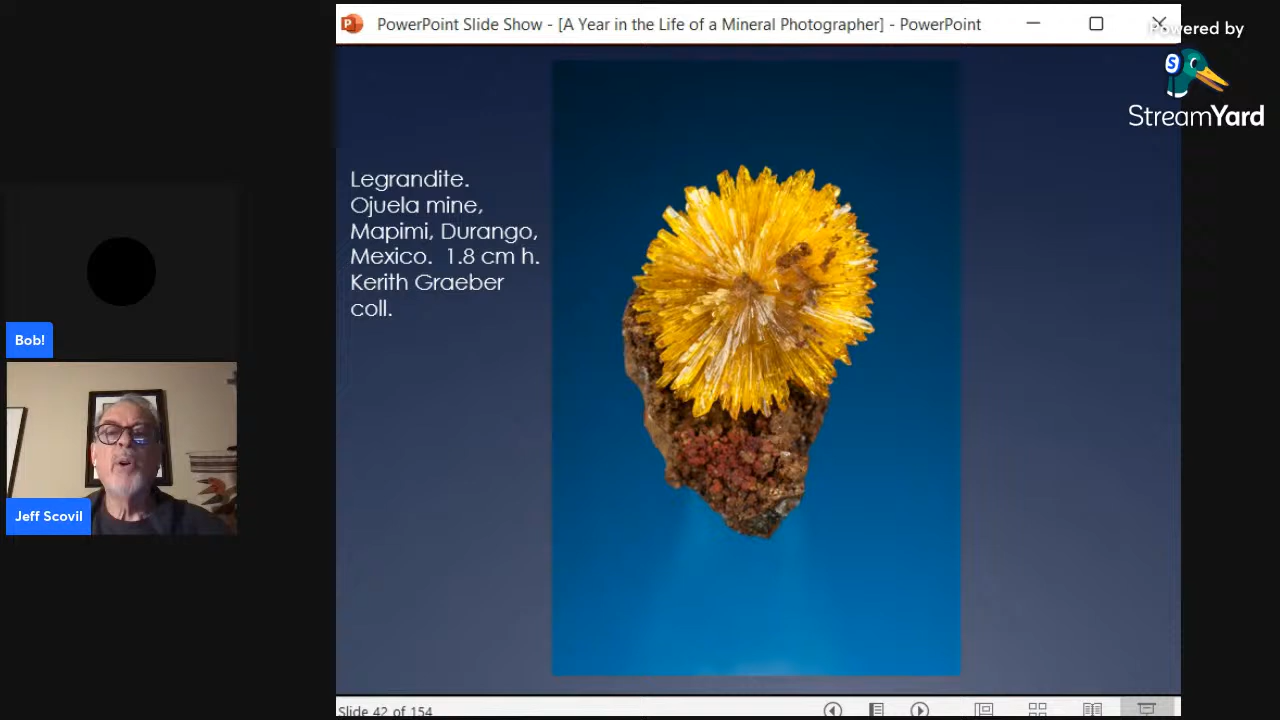 PowerPoint Slide Show - [A Year in the Life of a Mineral Photographer] - PowerPoint
Powered by
S
StreamYard
Legrandite.
Ojuela mine,
Mapimi, Durango,
Mexico. 1.8 cm h.
Kerith Graeber
coll.
Bob!
Jeff Scovil
Slide 42 of 154